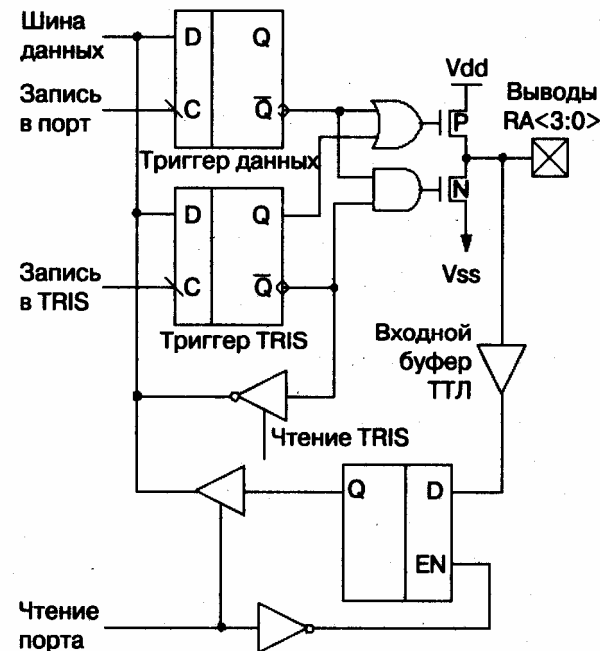 Шина
данных
D
Q
Запись
в порт
C
Q
Триггер данных
Vdd
P
N
Vss
Выводы
RA<3:0>
D
Q
Запись
в TRIS
C
Q
Триггер TRIS
Входной
буфер
ТТЛ
Чтение TRIS
Q
D
EN
Чтение
порта